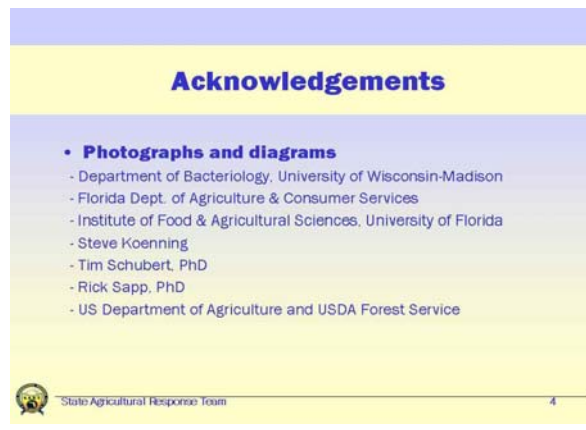 Acknowledgements
• Photographs and diagrams
- Department of Bacteriology, University of Wisconsin-Madison
- Florida Dept. of Agriculture & Consumer Services
- Institute of Food & Agricultural Sciences, University of Florida
- Steve Koenning
- Tim Schubert, PhD
- Rick Sapp, PhD
- US Department of Agriculture and USDA Forest Service
State Agricultural Response Team 4